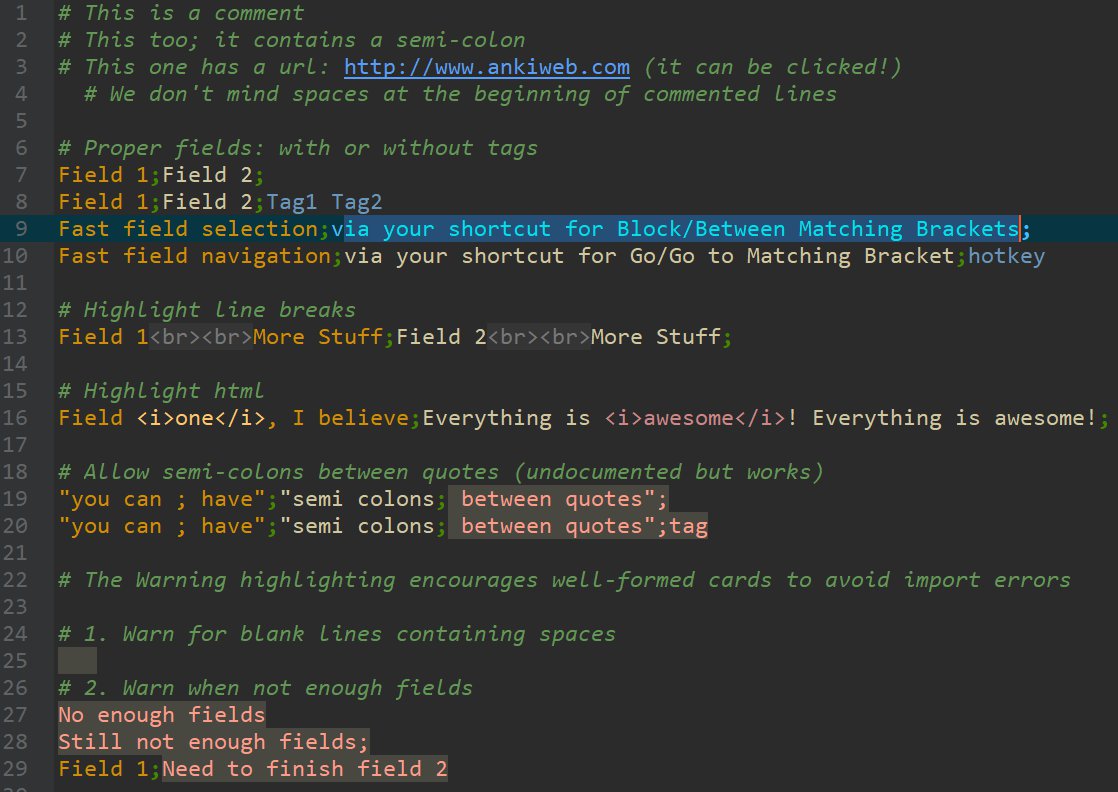 1 # This is a comment
2 # This too; it contains a semi-colon
3 # This one has a url: http://www.ankiweb.com (it can be clicked!)
4 # We don't mind spaces at the beginning of commented lines
5
6 # Proper fields: with or without tags
7 Field 1;Field 2;
8 Field 1;Field 2;Tag1 Tag2
9 Fast field selection;via your shortcut for Block/Between Matching Brackets;
10 Fast field navigation;via your shortcut for Go/Go to Matching Bracket;hotkey
11
12 # Highlight line breaks
13 Field 1<br><br>More Stuff;Field 2<br><br>More Stuff;
14
15 # Highlight html
16 Field <i>one</i>, I believe;Everything is <i>awesome</i>! Everything is awesome!;
17
18 # Allow semi-colons between quotes (undocumented but works)
19 "you can ; have";"semi colons; between quotes";
20 "you can ; have";"semi colons; between quotes";tag
21
22 # The Warning highlighting encourages well-formed cards to avoid import errors
23
24 # 1. Warn for blank lines containing spaces
25
26 # 2. Warn when not enough fields
27 No enough fields
28 Still not enough fields;
29 Field 1;Need to finish field 2